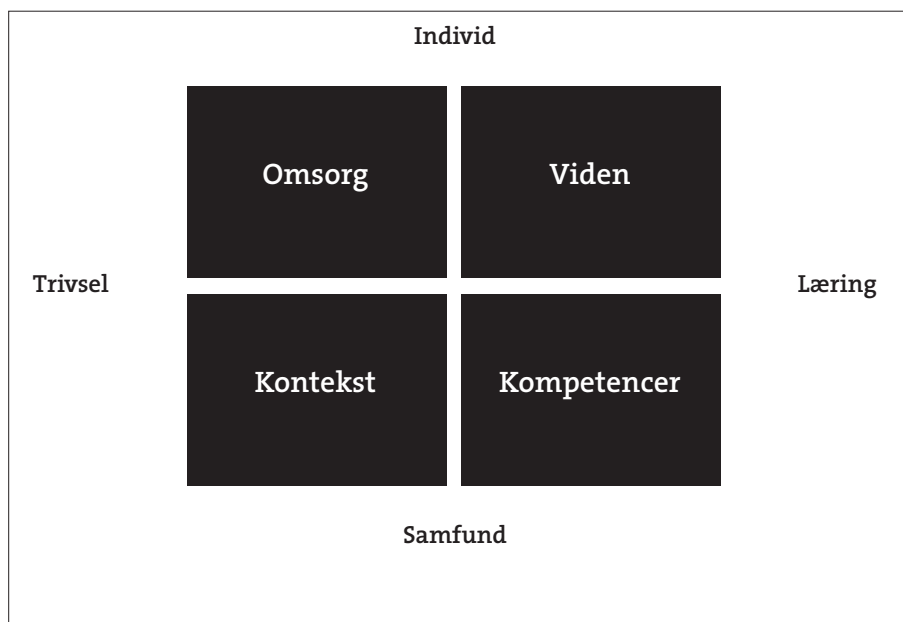 Individ
Omsorg Viden
Trivsel Læring
Kontekst Kompetencer
Samfund